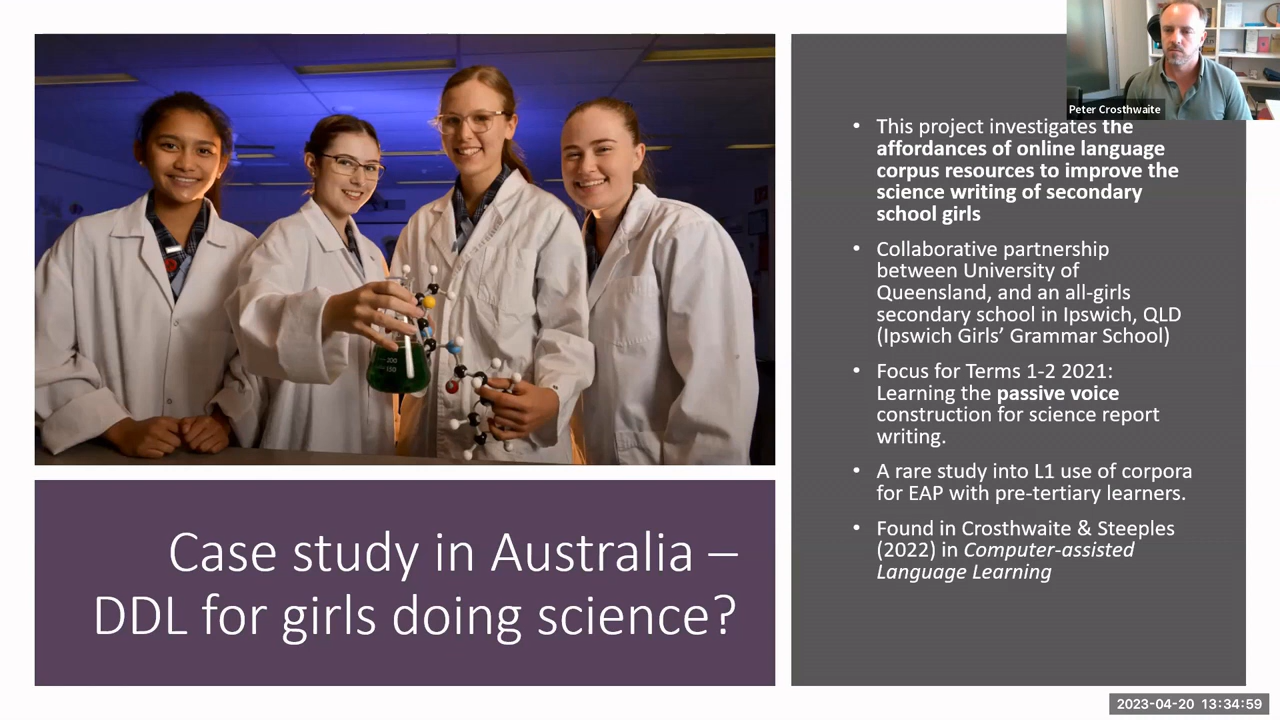 Peter Crosthwaite
• This project investigates the
affordances of online language
corpus resources to improve the
science writing of secondary
school girls
• Collaborative partnership
between University of
Queensland, and an all-girls
secondary school in Ipswich, QLD
(Ipswich Girls’ Grammar School)
• Focus for Terms 1-2 2021:
Learning the passive voice
construction for science report
writing.
• A rare study into L1 use of corpora
for EAP with pre-tertiary learners.
• Found in Crosthwaite & Steeples
(2022) in Computer-assisted
Language Learning
Case study in Australia –
DDL for girls doing science?
200
150
2023-04-20 13:34:59